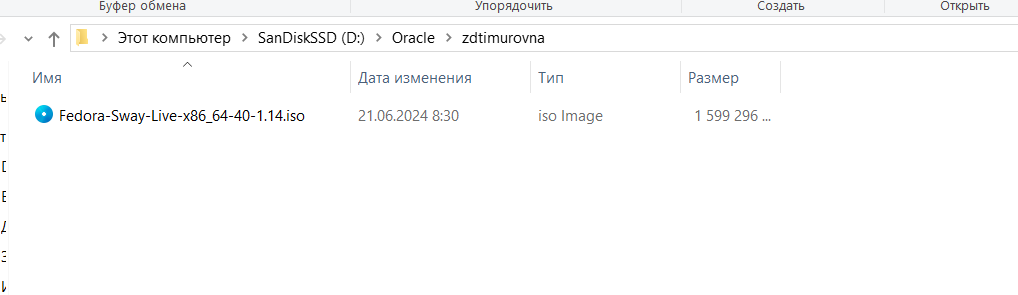 Буфер обмена Упорядочить Создать Открыть
Этот компьютер SanDiskSSD (D:) Oracle zdtimurovna
Имя Дата изменения Тип Размер
Fedora-Sway-Live-x86_64-40-1.14.iso 21.06.2024 8:30 iso Image 1 599 296 ...